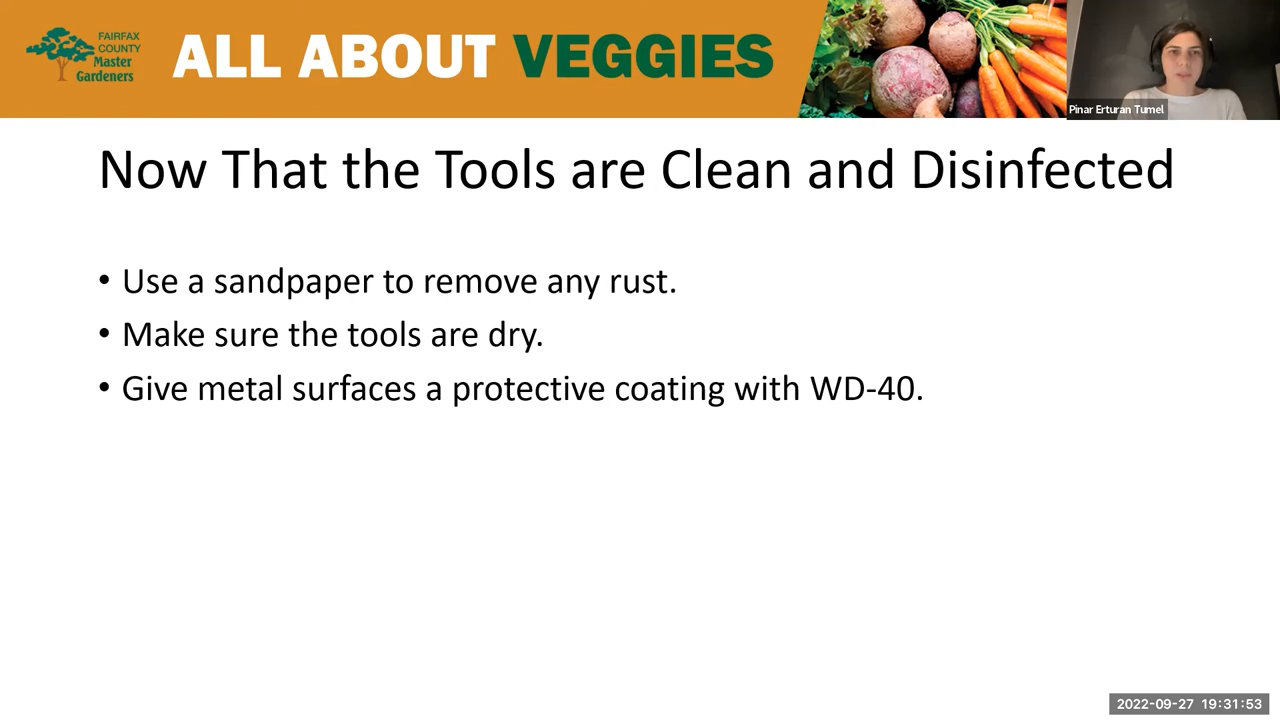 FAIRFAX
COUNTY
Master
Gardeners
ALL ABOUT VEGGIES
Pinar Erturan Tumel
Now That the Tools are Clean and Disinfected
• Use a sandpaper to remove any rust.
• Make sure the tools are dry.
• Give metal surfaces a protective coating with WD-40.
2022-09-27 19:31:53